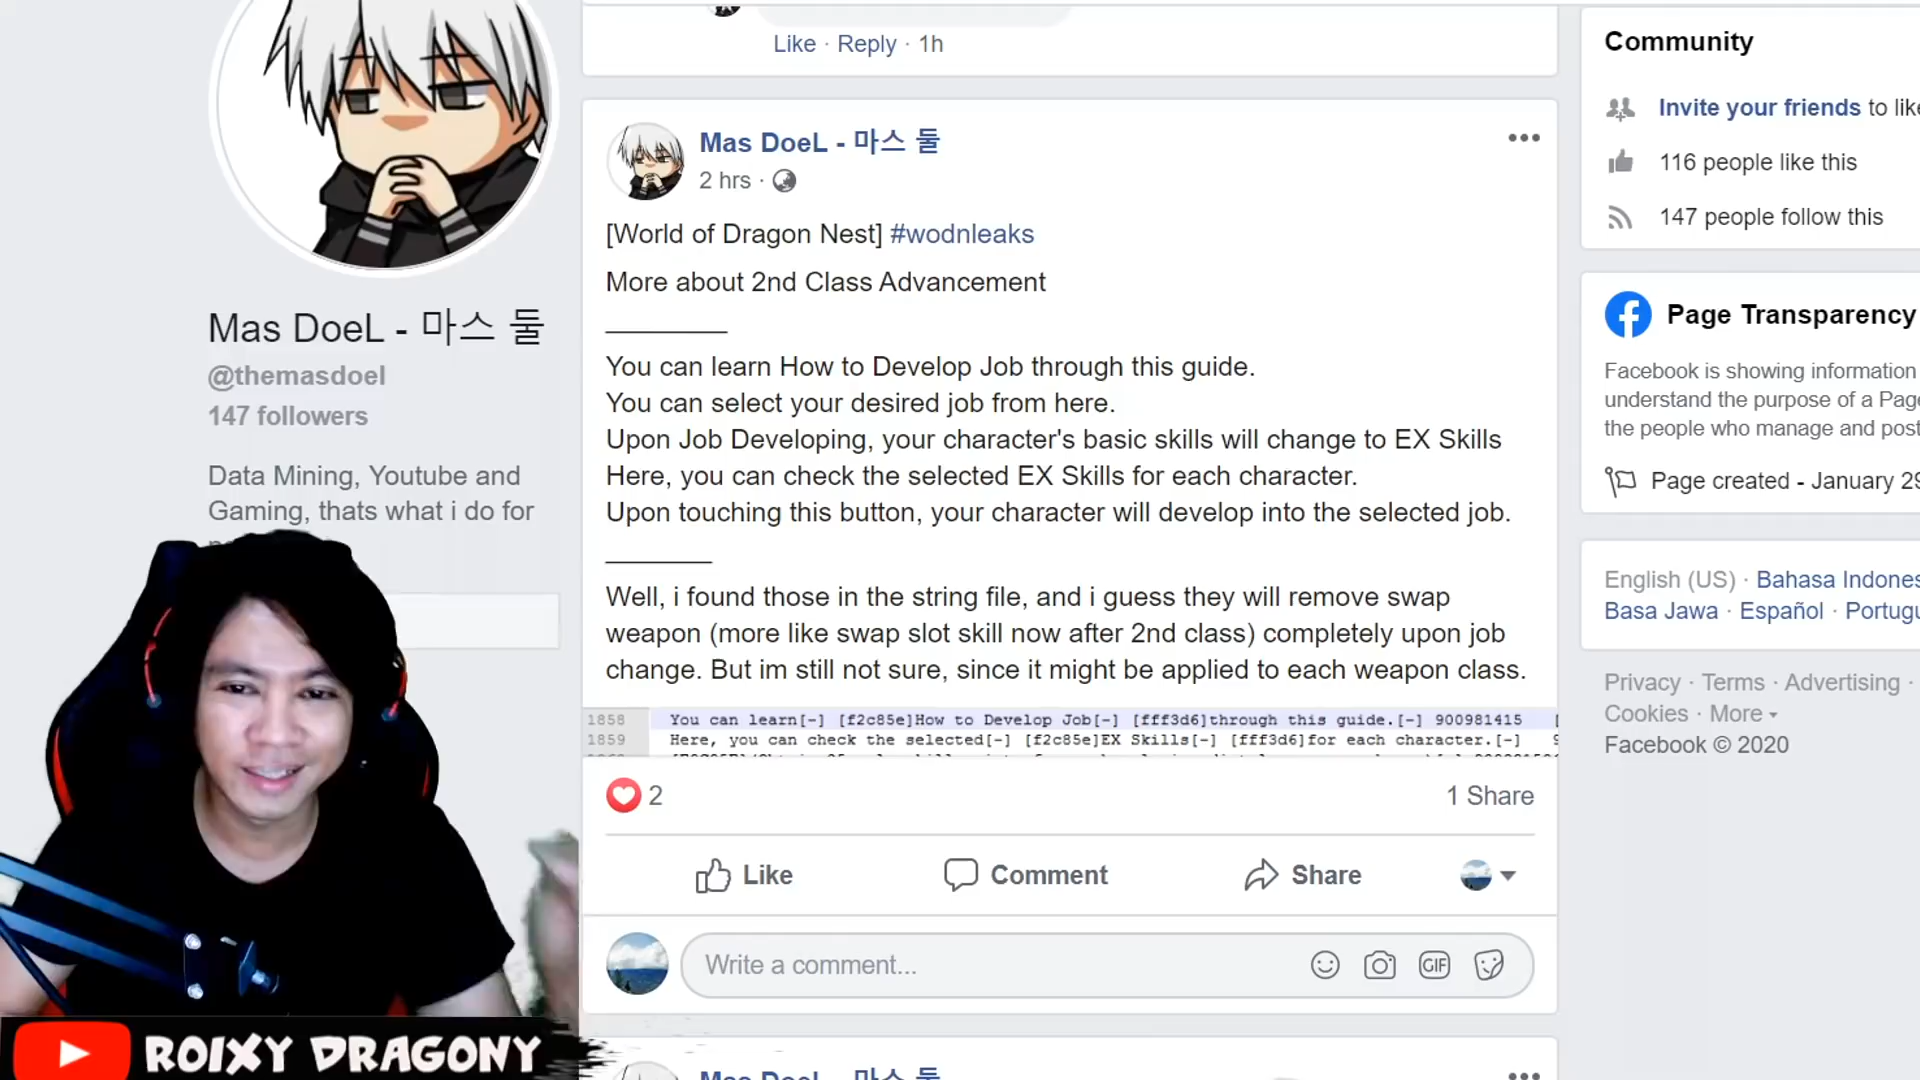 Mas DoeL - 마스 둘
@themasdoel
147 followers
Data Mining, Youtube and
Gaming, thats what i do for
Like · Reply · 1h
Mas DoeL - 마스 둘
2 hrs ·
[World of Dragon Nest] #wodnleaks
More about 2nd Class Advancement
You can learn How to Develop Job through this guide.
You can select your desired job from here.
Upon Job Developing, your character's basic skills will change to EX Skills
Here, you can check the selected EX Skills for each character.
Upon touching this button, your character will develop into the selected job.
Well, i found those in the string file, and i guess they will remove swap
weapon (more like swap slot skill now after 2nd class) completely upon job
change. But im still not sure, since it might be applied to each weapon class.
1858 You can learn[-] [f2c85e]How to Develop Job[-] [fff3d6]through this guide.[-] 900981415 [
1859 Here, you can check the selected[-] [f2c85e]EX Skills[-] [fff3d6]for each character.[-] 9
2
1 Share
Like Comment Share
Write a comment...
GIF
Mas DoeL - 마스 둘
Community
Invite your friends to like
116 people like this
147 people follow this
Page Transparency
Facebook is showing information
understand the purpose of a Page
the people who manage and post
Page created - January 29
English (US) · Bahasa Indones
Basa Jawa · Español · Portugu
Privacy · Terms · Advertising ·
Cookies · More
Facebook © 2020
ROIXY DRAGONY